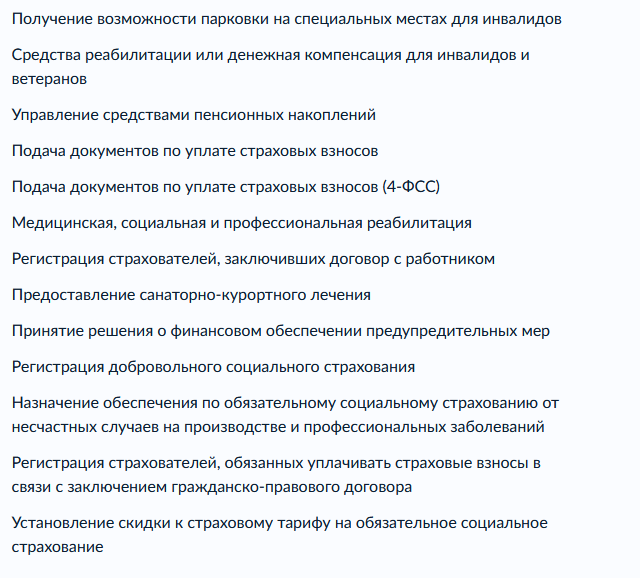 Получение возможности парковки на специальных местах для инвалидов
Средства реабилитации или денежная компенсация для инвалидов и
ветеранов
Управление средствами пенсионных накоплений
Подача документов по уплате страховых взносов
Подача документов по уплате страховых взносов (4-ФСС)
Медицинская, социальная и профессиональная реабилитация
Регистрация страхователей, заключивших договор с работником
Предоставление санаторно-курортного лечения
Принятие решения о финансовом обеспечении предупредительных мер
Регистрация добровольного социального страхования
Назначение обеспечения по обязательному социальному страхованию от
несчастных случаев на производстве и профессиональных заболеваний
Регистрация страхователей, обязанных уплачивать страховые взносы в
связи с заключением гражданско-правового договора
Установление скидки к страховому тарифу на обязательное социальное
страхование